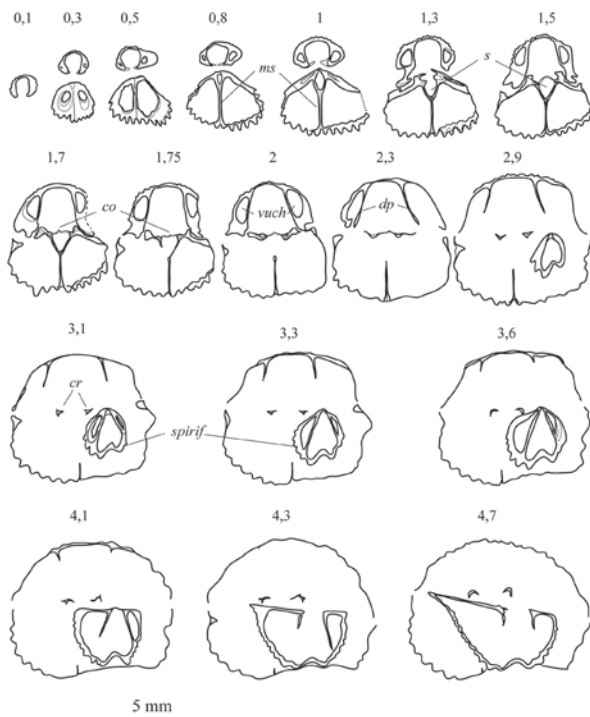 0,1 0,3 0,5 0,8 1 1,3 1,5
ms s
1,7 1,75 2 2,3 2,9
co vuch dp
3,1 3,3 3,6
cr
spirif
4,1 4,3 4,7
5 mm